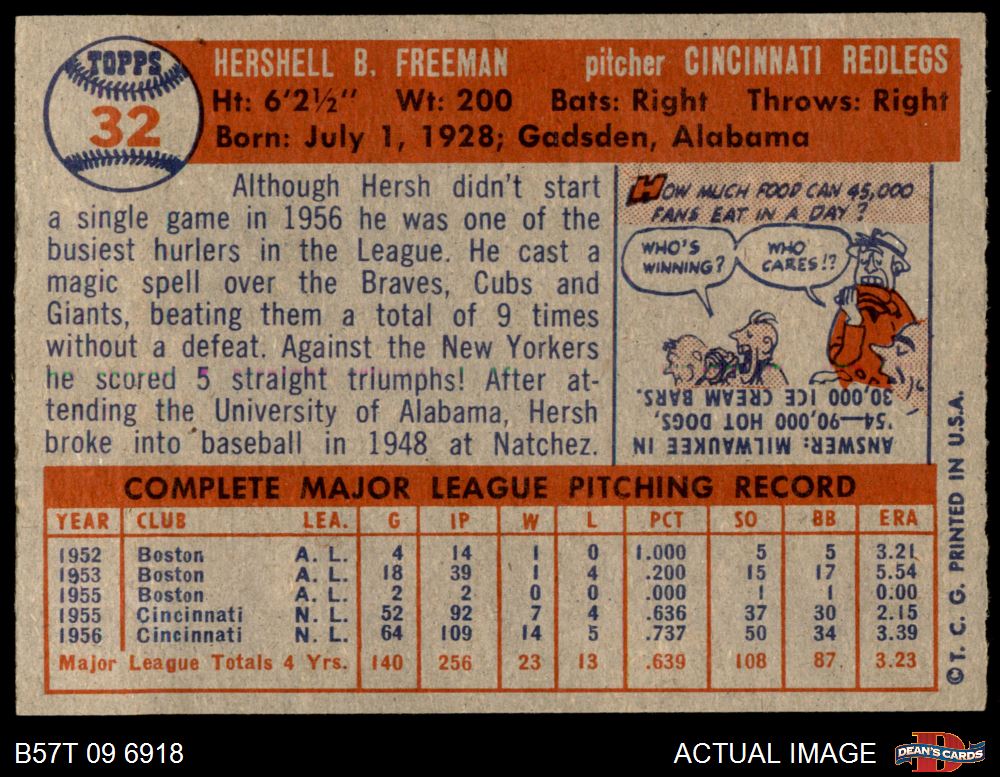 TOPPS
32
HERSHELL B. FREEMAN pitcher CINCINNATI REDLEGS
Ht: 6'2½" Wt: 200 Bats: Right Throws: Right
Born: July 1, 1928; Gadsden, Alabama
Although Hersh didn't start
a single game in 1956 he was one of the
busiest hurlers in the League. He cast a
magic spell over the Braves, Cubs and
Giants, beating them a total of 9 times
without a defeat. Against the New Yorkers
he scored 5 straight triumphs! After at-
tending the University of Alabama, Hersh
broke into baseball in 1948 at Natchez.
HOW MUCH FOOD CAN 45,000
FANS EAT IN A DAY?
WHO'S
WINNING?
WHO
CARES!?
ANSWER: MILWAUKEE IN
'54—90,000 HOT DOGS,
30,000 ICE CREAM BARS.
COMPLETE MAJOR LEAGUE PITCHING RECORD
YEAR CLUB LEA. G IP W L PCT SO BB ERA
1952 Boston A. L. 4 14 1 0 1.000 5 5 3.21
1953 Boston A. L. 18 39 1 4 .200 15 17 5.54
1955 Boston A. L. 2 2 0 0 .000 1 1 0.00
1955 Cincinnati N. L. 52 92 7 4 .636 37 30 2.15
1956 Cincinnati N. L. 64 109 14 5 .737 50 34 3.39
Major League Totals 4 Yrs. 140 256 23 13 .639 108 87 3.23
©T. C. G. PRINTED IN U.S.A.
B57T 09 6918
ACTUAL IMAGE
DEAN'S CARDS